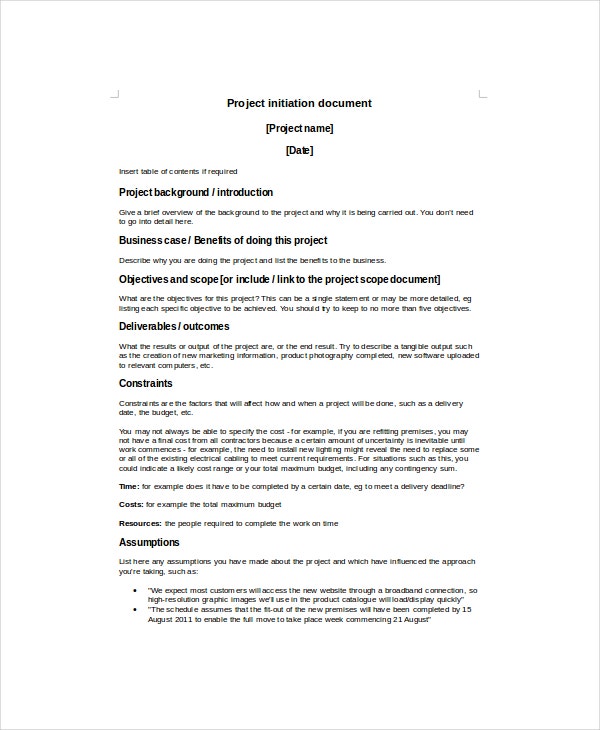 Project initiation document
[Project name]
[Date]
Insert table of contents if required
Project background / introduction
Give a brief overview of the background to the project and why it is being carried out. You don't need
to go into detail here.
Business case / Benefits of doing this project
Describe why you are doing the project and list the benefits to the business.
Objectives and scope [or include / link to the project scope document]
What are the objectives for this project? This can be a single statement or may be more detailed, eg
listing each specific objective to be achieved. You should try to keep to no more than five objectives.
Deliverables / outcomes
What the results or output of the project are, or the end result. Try to describe a tangible output such
as the creation of new marketing information, product photography completed, new software uploaded
to relevant computers, etc.
Constraints
Constraints are the factors that will affect how and when a project will be done, such as a delivery
date, the budget, etc.
You may not always be able to specify the cost - for example, if you are refitting premises, you may
not have a final cost from all contractors because a certain amount of uncertainty is inevitable until
work commences - for example, the need to install new lighting might reveal the need to replace some
or all of the existing electrical cabling to meet current requirements. For situations such as this, you
could indicate a likely cost range or your total maximum budget, including any contingency sum.
Time: for example does it have to be completed by a certain date, eg to meet a delivery deadline?
Costs: for example the total maximum budget
Resources: the people required to complete the work on time
Assumptions
List here any assumptions you have made about the project and which have influenced the approach
you're taking, such as:
• "We expect most customers will access the new website through a broadband connection, so
high-resolution graphic images we'll use in the product catalogue will load/display quickly"
• "The schedule assumes that the fit-out of the new premises will have been completed by 15
August 2011 to enable the full move to take place week commencing 21 August"